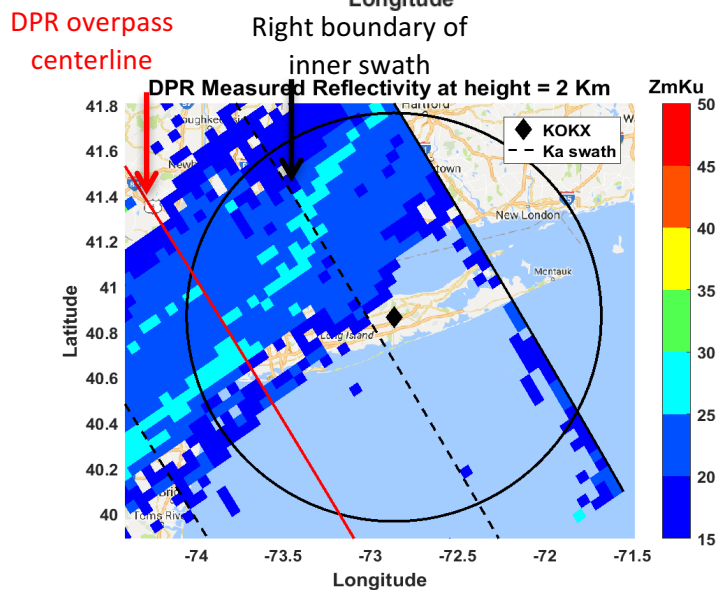 Longitude
DPR overpass
centerline
Right boundary of
inner swath
DPR Measured Reflectivity at height = 2 Km
ZmKu
41.8
41.6
41.4
41.2
41
40.8
40.6
40.4
40.2
40
Latitude
KOKX
Ka swath
Hartford
New London
Montauk
Long Island
Toms River
50
45
40
35
30
25
20
15
-74
-73.5
-73
-72.5
-72
-71.5
Longitude